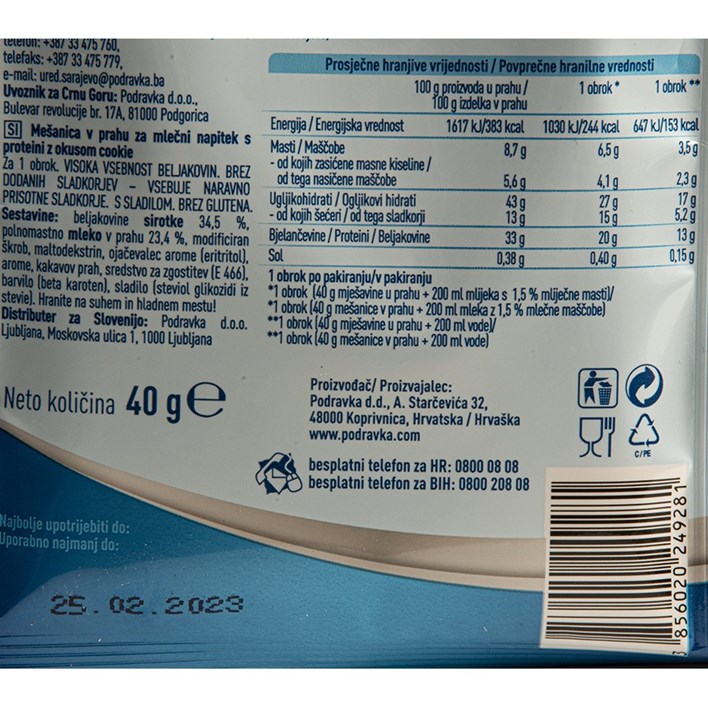 telefon: +387 33 475 760,
telefaks: +387 33 475 779,
e-mail: ured.sarajevo@podravka.ba
Uvoznik za Crnu Goru: Podravka d.o.o.,
Bulevar revolucije br. 17A, 81000 Podgorica
SI Mešanica v prahu za mlečni napitek s
proteini z okusom cookie
Za 1 obrok. VISOKA VSEBNOST BELJAKOVIN. BREZ
DODANIH SLADKORJEV – VSEBUJE NARAVNO
PRISOTNE SLADKORJE. S SLADILOM. BREZ GLUTENA.
Sestavine: beljakovine sirotke 34,5 %,
polnomastno mleko v prahu 23,4 %, modificiran
škrob, maltodekstrin, ojačevalec arome (eritritol),
arome, kakavov prah, sredstvo za zgostitev (E 466),
barvilo (beta karoten), sladilo (steviol glikozidi iz
stevie). Hranite na suhem in hladnem mestu!
Distributer za Slovenijo: Podravka d.o.o.
Ljubljana, Moskovska ulica 1, 1000 Ljubljana
Prosječne hranjive vrijednosti / Povprečne hranilne vrednosti
100 g proizvoda u prahu / 1 obrok * 1 obrok **
100 g izdelka v prahu
Energija / Energijska vrednost 1617 kJ/383 kcal 1030 kJ/244 kcal 647 kJ/153 kcal
Masti / Maščobe 8,7 g 6,5 g 3,5 g
- od kojih zasićene masne kiseline /
od tega nasičene maščobe 5,6 g 4,1 g 2,3 g
Ugljikohidrati / Ogljikovi hidrati 43 g 27 g 17 g
- od kojih šećeri / od tega sladkorji 13 g 15 g 5,2 g
Bjelančevine / Proteini / Beljakovine 33 g 20 g 13 g
Sol 0,38 g 0,40 g 0,15 g
1 obrok po pakiranju/v pakiranju
*1 obrok (40 g mješavine u prahu + 200 ml mlijeka s 1,5 % mliječne masti)/
*1 obrok (40 g mešanice v prahu + 200 ml mleka z 1,5 % mlečne maščobe)
**1 obrok (40 g mješavine u prahu + 200 ml vode)/
**1 obrok (40 g mešanice v prahu + 200 ml vode)
Neto količina 40 g e
Proizvođač/ Proizvajalec:
Podravka d.d., A. Starčevića 32,
48000 Koprivnica, Hrvatska / Hrvaška
www.podravka.com
besplatni telefon za HR: 0800 08 08
besplatni telefon za BIH: 0800 208 08
C/PE
Najbolje upotrijebiti do:
Uporabno najmanj do:
25.02.2023
3 856020 249281